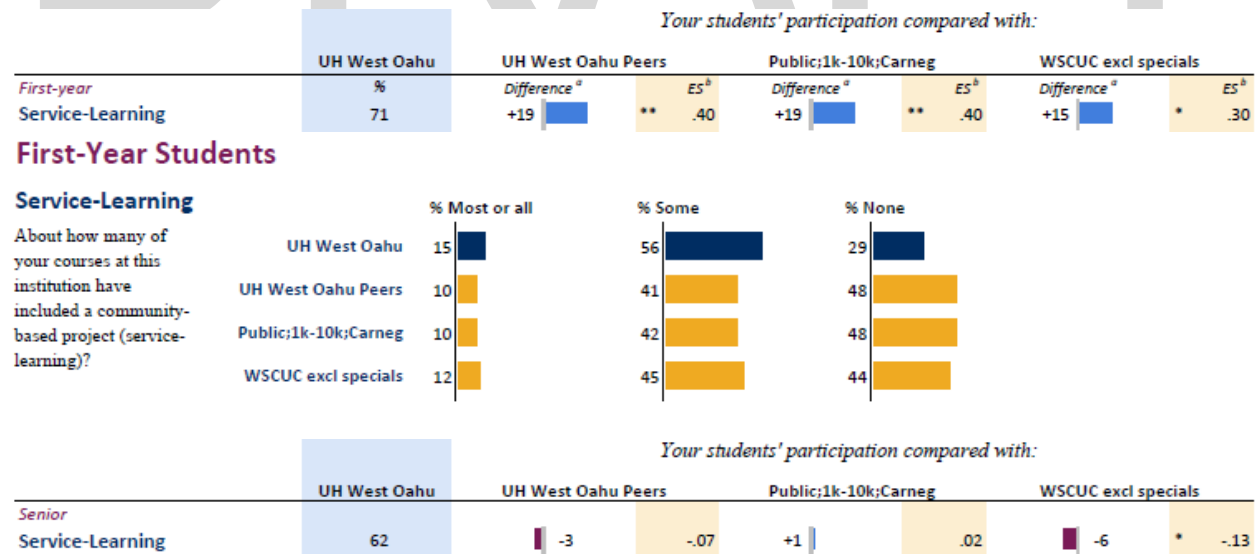 Your students' participation compared with:
UH West Oahu UH West Oahu Peers Public;1k-10k;Carneg WSCUC excl specials
First-year % Difference a ES b Difference a ES b Difference a ES b
Service-Learning 71 +19 ** .40 +19 ** .40 +15 * .30
First-Year Students
Service-Learning
% Most or all % Some % None
About how many of
your courses at this
institution have
included a community-
based project (service-
learning)?
UH West Oahu 15 56 29
UH West Oahu Peers 10 41 48
Public;1k-10k;Carneg 10 42 48
WSCUC excl specials 12 45 44
Your students' participation compared with:
UH West Oahu UH West Oahu Peers Public;1k-10k;Carneg WSCUC excl specials
Senior
Service-Learning 62 -3 -.07 +1 .02 -6 * -.13